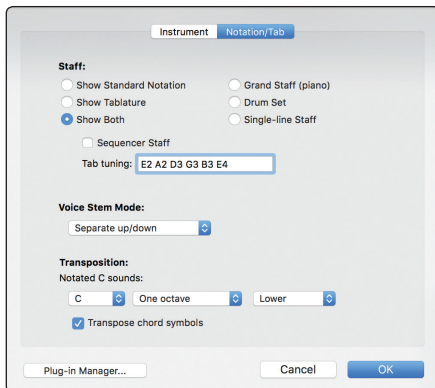 Instrument Notation/Tab
Staff:
Show Standard Notation Grand Staff (piano)
Show Tablature Drum Set
Show Both Single-line Staff
Sequencer Staff
Tab tuning: E2 A2 D3 G3 B3 E4
Voice Stem Mode:
Separate up/down
Transposition:
Notated C sounds:
C One octave Lower
Transpose chord symbols
Plug-in Manager... Cancel OK